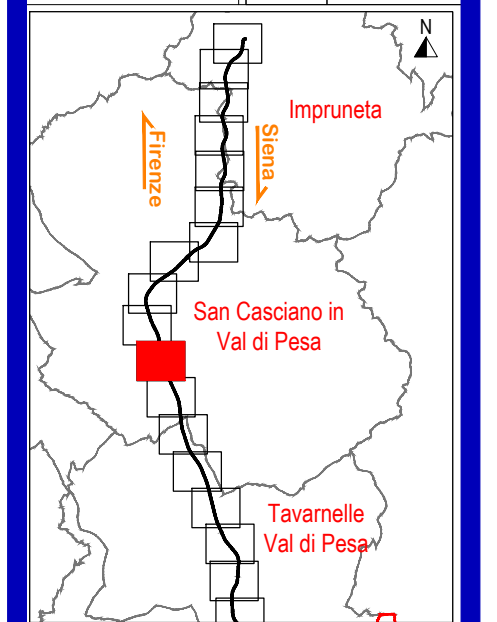 N
Impruneta
Firenze
Siena
San Casciano in
Val di Pesa
Tavarnelle
Val di Pesa